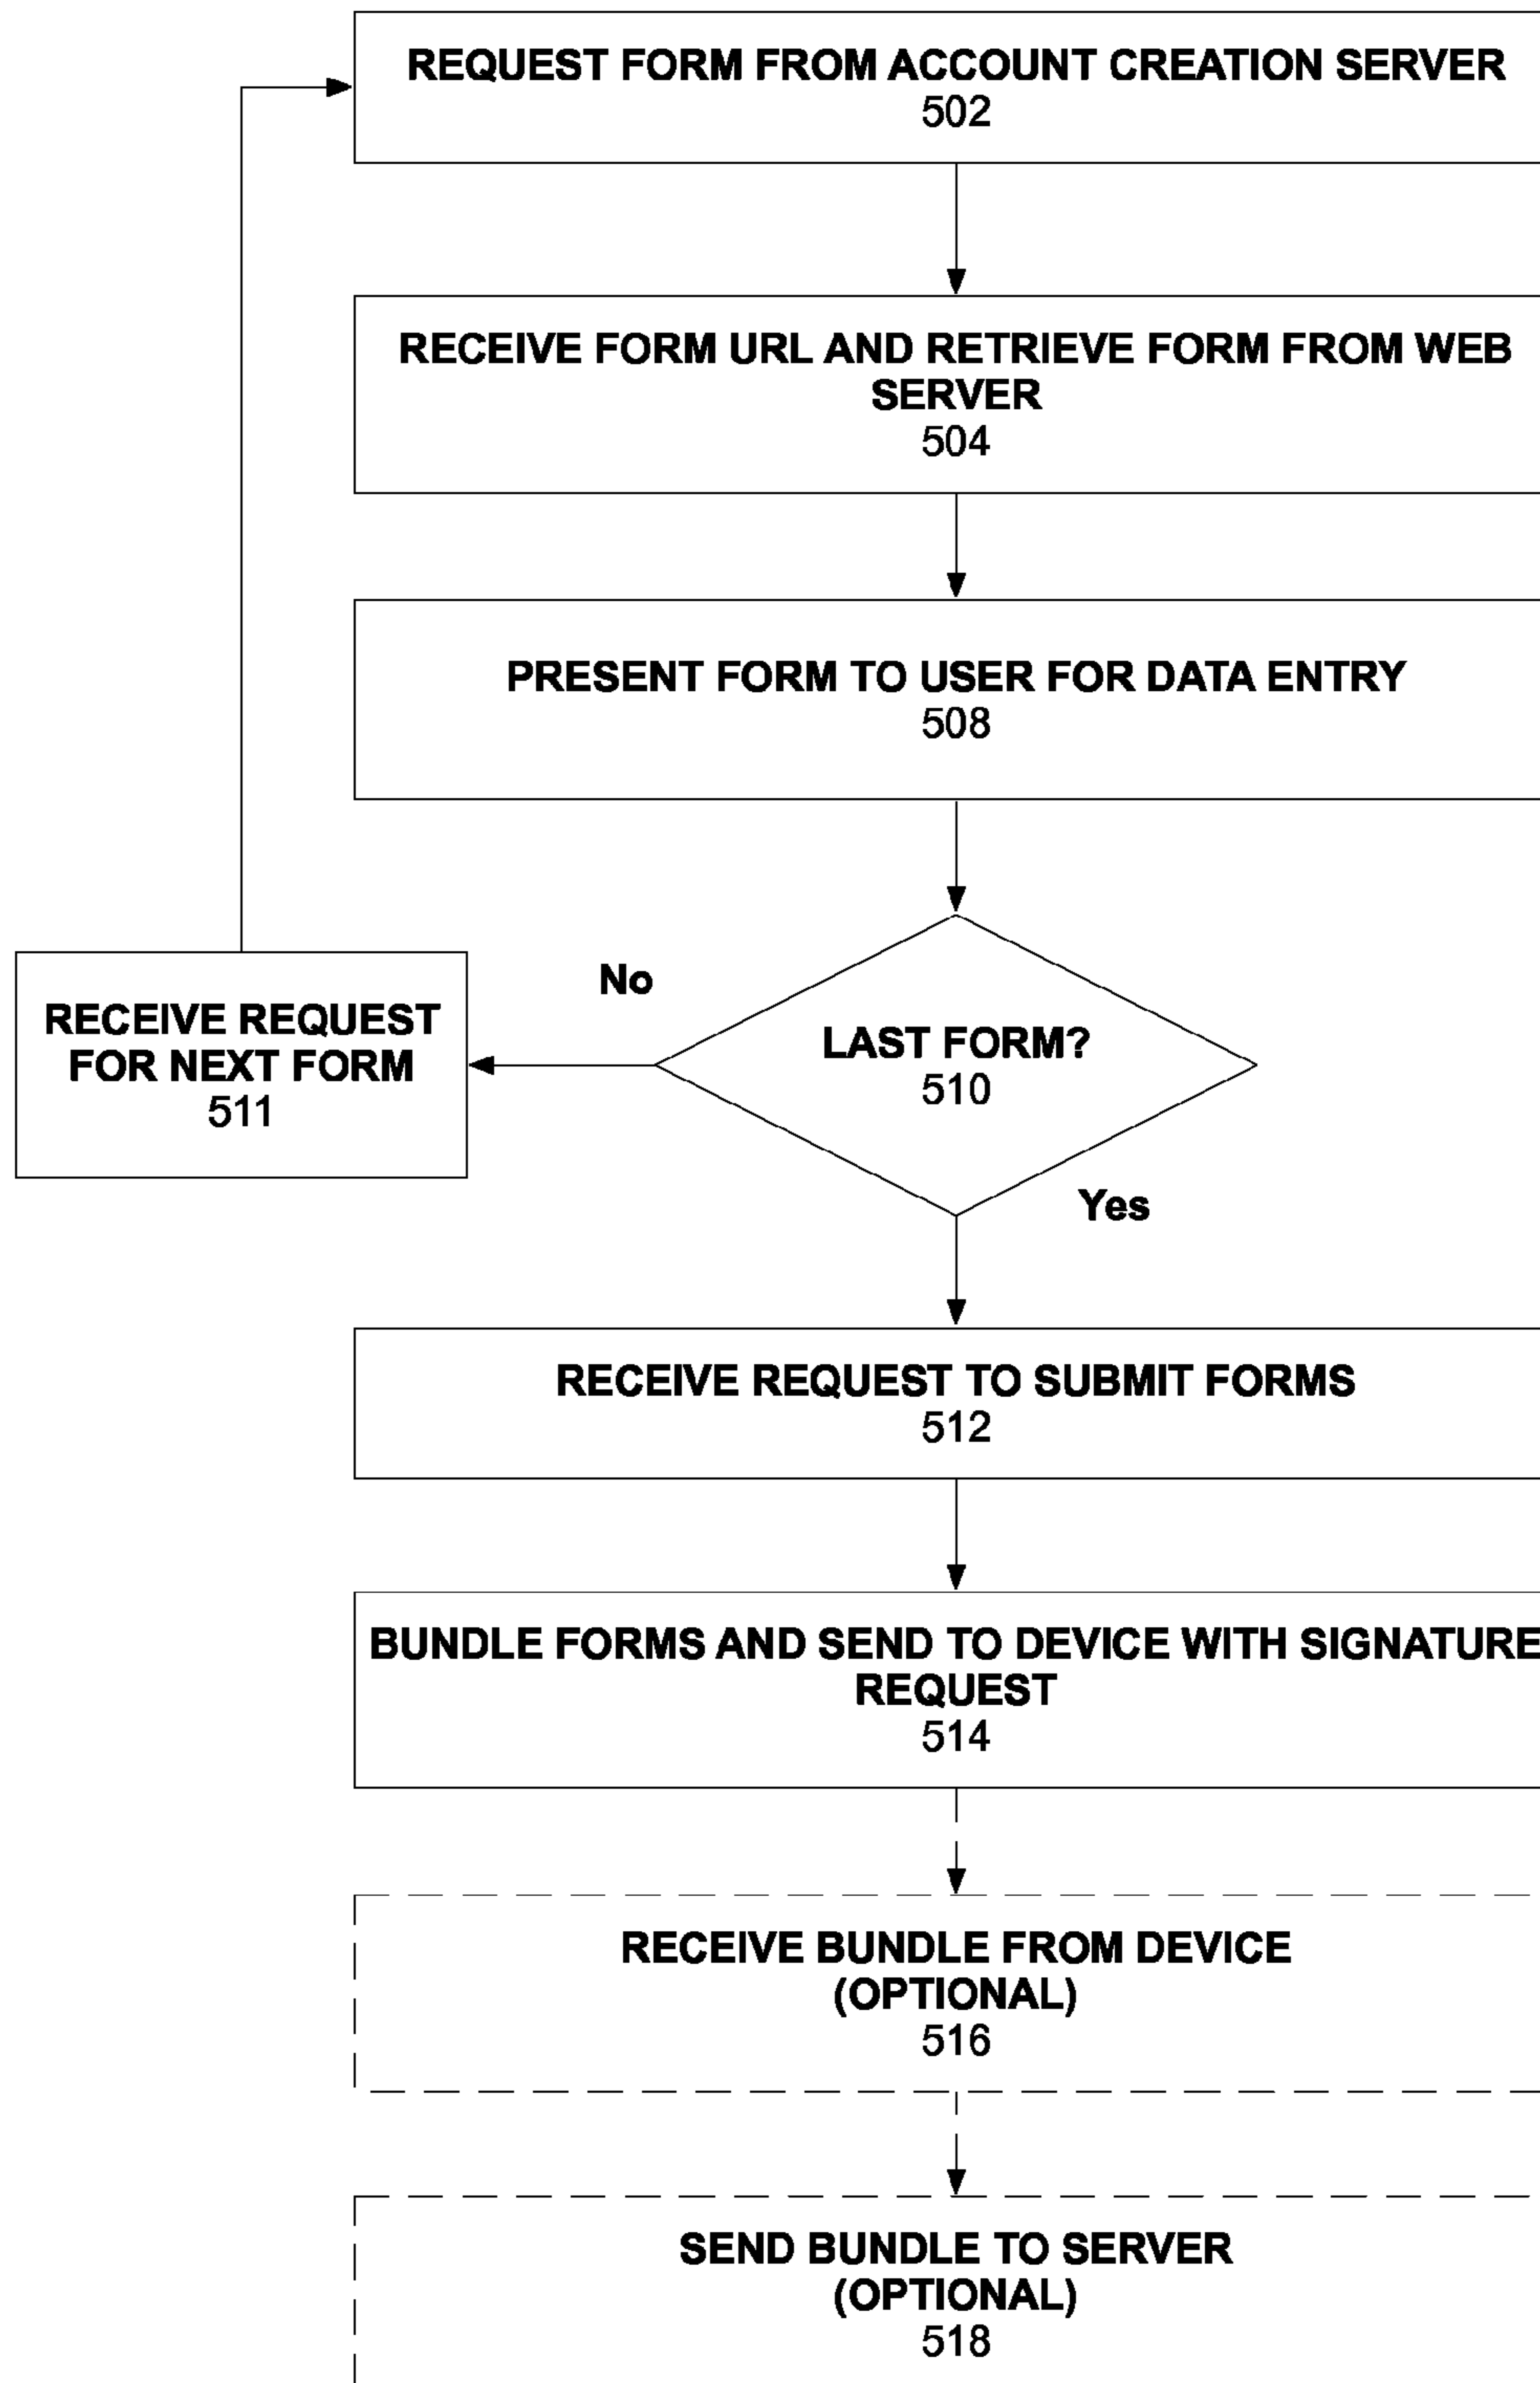 REQUEST FORM FROM ACCOUNT CREATION SERVER
502
RECEIVE FORM URL AND RETRIEVE FORM FROM WEB
SERVER
504
PRESENT FORM TO USER FOR DATA ENTRY
508
No
RECEIVE REQUEST
FOR NEXT FORM
511
LAST FORM?
510
Yes
RECEIVE REQUEST TO SUBMIT FORMS
512
BUNDLE FORMS AND SEND TO DEVICE WITH SIGNATURE
REQUEST
514
RECEIVE BUNDLE FROM DEVICE
(OPTIONAL)
516
SEND BUNDLE TO SERVER
(OPTIONAL)
518